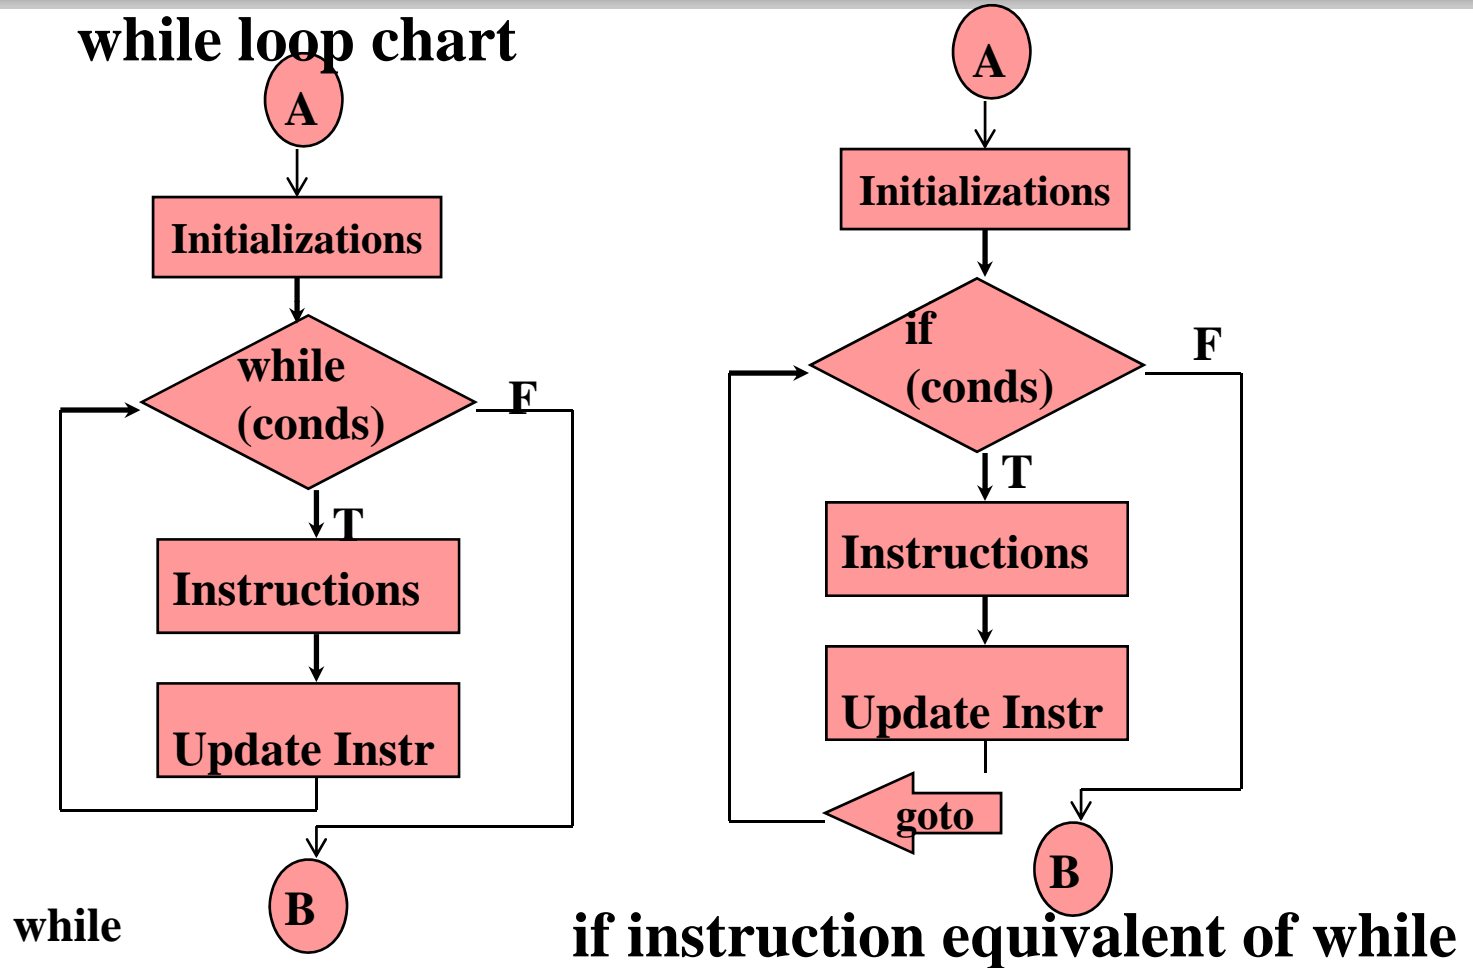 while loop chart
A
Initializations
while
(conds)
F
T
Instructions
Update Instr
B
while
A
Initializations
if
(conds)
F
T
Instructions
Update Instr
goto
B
if instruction equivalent of while